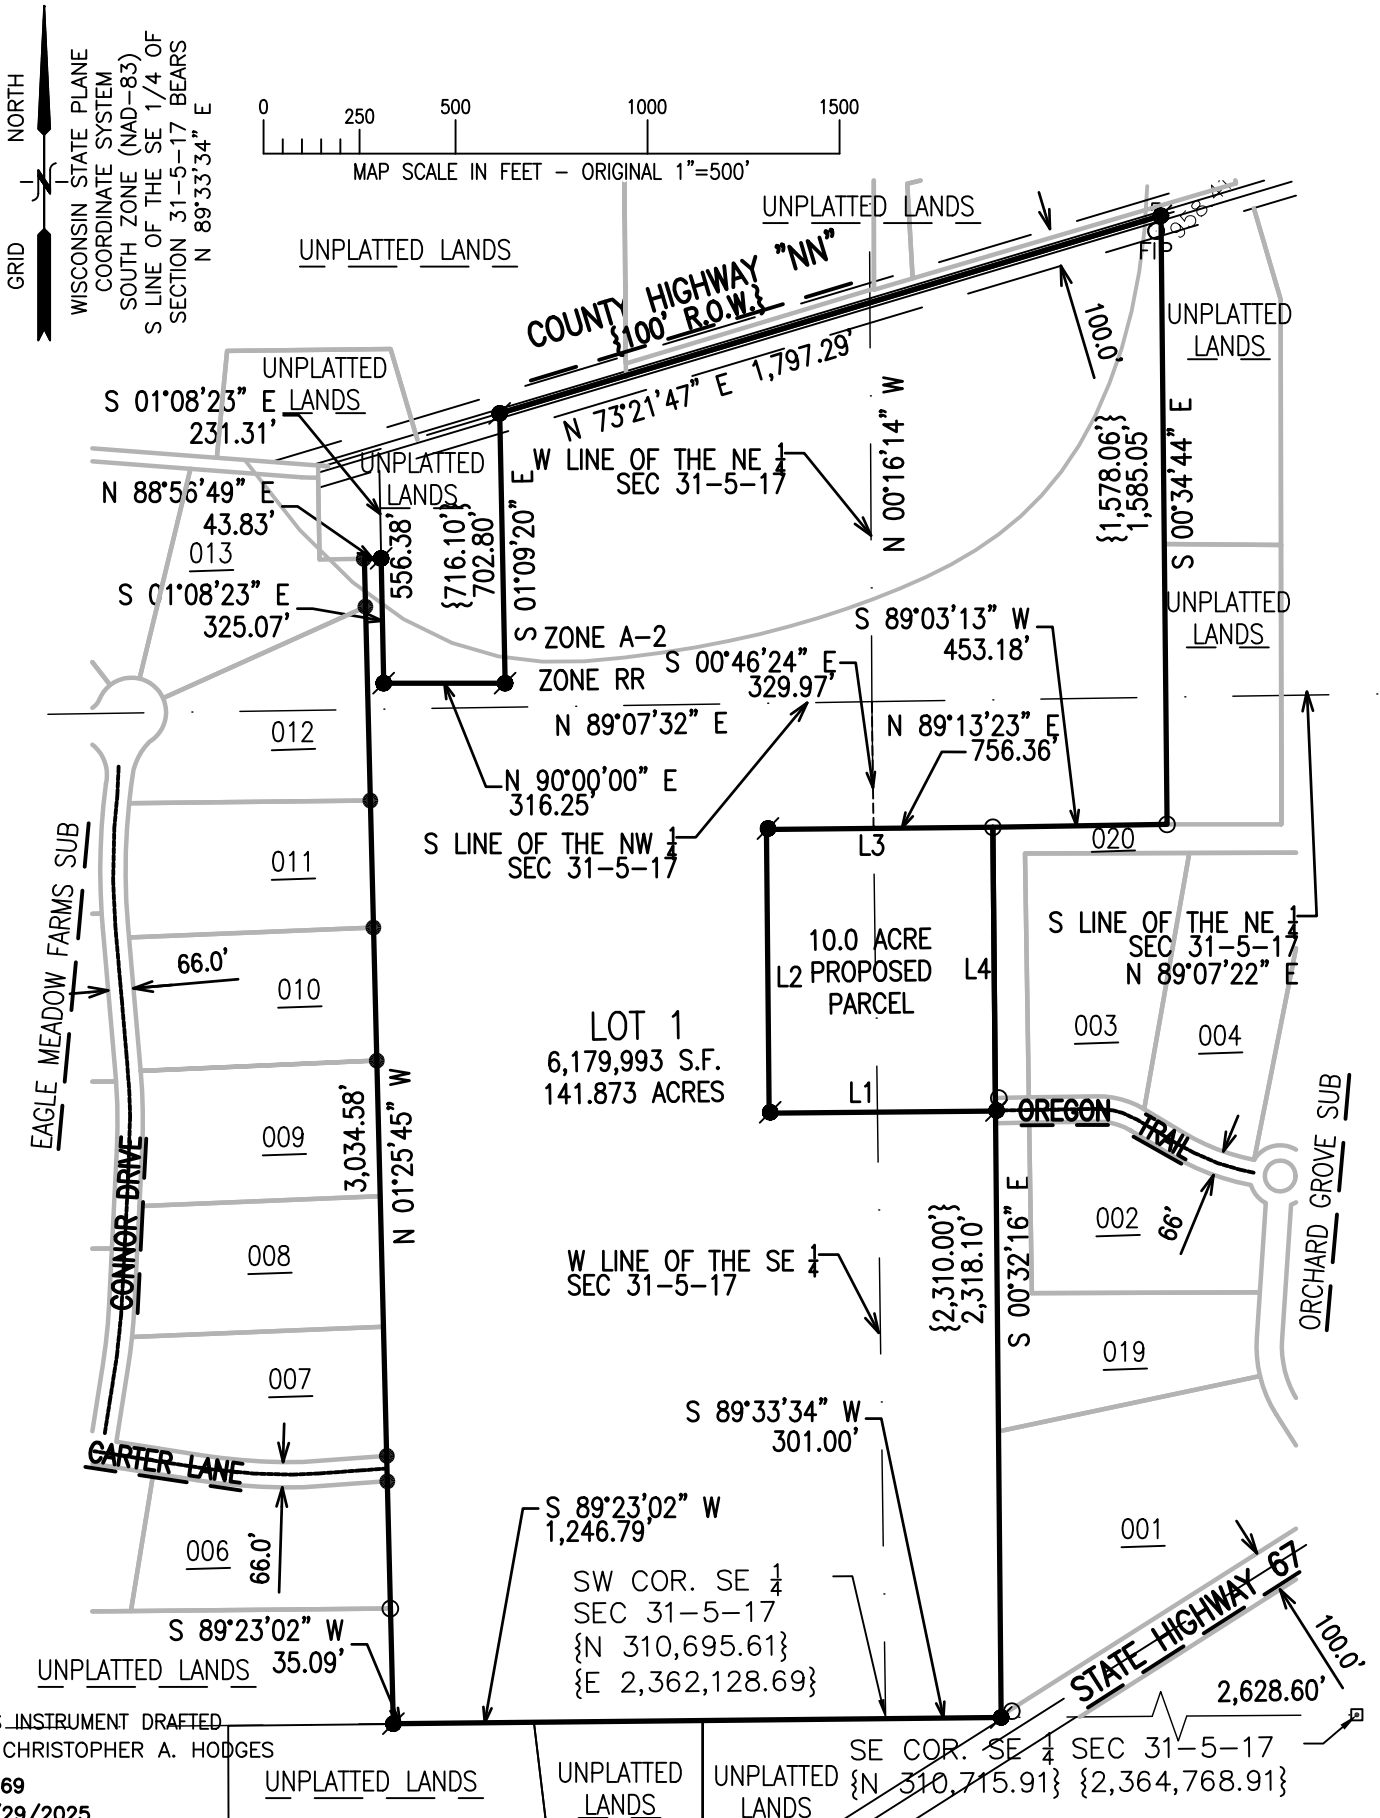 GRID NORTH
WISCONSIN STATE PLANE
COORDINATE SYSTEM
SOUTH ZONE (NAD-83)
S LINE OF THE SE 1/4 OF
SECTION 31-5-17 BEARS
N 89°33'34" E
0 250 500 1000 1500
MAP SCALE IN FEET - ORIGINAL 1"=500'
UNPLATTED LANDS
UNPLATTED LANDS
COUNTY HIGHWAY "NN"
{100' R.O.W.}
N 73°21'47" E 1,797.29'
FIP
100.0'
UNPLATTED
LANDS
UNPLATTED
LANDS
S 01°08'23" E
231.31'
UNPLATTED
LANDS
N 88°56'49" E
43.83'
013
S 01°08'23" E
325.07'
556.38'
{716.10'}
702.80'
S 01°09'20" E
W LINE OF THE NE 1/4
SEC 31-5-17
N 00°16'14" W
{1,578.06'}
1,585.05'
S 00°34'44" E
UNPLATTED
LANDS
ZONE A-2
ZONE RR
S 89°03'13" W
453.18'
S 00°46'24" E
329.97'
N 89°07'32" E
N 89°13'23" E
756.36'
N 90°00'00" E
316.25'
S LINE OF THE NW 1/4
SEC 31-5-17
012
011
010
009
008
007
006
EAGLE MEADOW FARMS SUB
66.0'
CONNOR DRIVE
3,034.58'
N 01°25'45" W
L3
020
10.0 ACRE
PROPOSED
PARCEL
L2
L4
L1
LOT 1
6,179,993 S.F.
141.873 ACRES
S LINE OF THE NE 1/4
SEC 31-5-17
N 89°07'22" E
003
004
OREGON TRAIL
66'
002
019
001
ORCHARD GROVE SUB
{2,310.00'}
2,318.10'
S 00°32'16" E
W LINE OF THE SE 1/4
SEC 31-5-17
S 89°33'34" W
301.00'
CARTER LANE
66.0'
S 89°23'02" W
1,246.79'
SW COR. SE 1/4
SEC 31-5-17
{N 310,695.61}
{E 2,362,128.69}
S 89°23'02" W
35.09'
UNPLATTED LANDS
STATE HIGHWAY 67
100.0'
2,628.60'
SE COR. SE 1/4 SEC 31-5-17
{N 310,715.91} {2,364,768.91}
INSTRUMENT DRAFTED
CHRISTOPHER A. HODGES
69
/29/2025
UNPLATTED LANDS
UNPLATTED
LANDS
UNPLATTED
LANDS